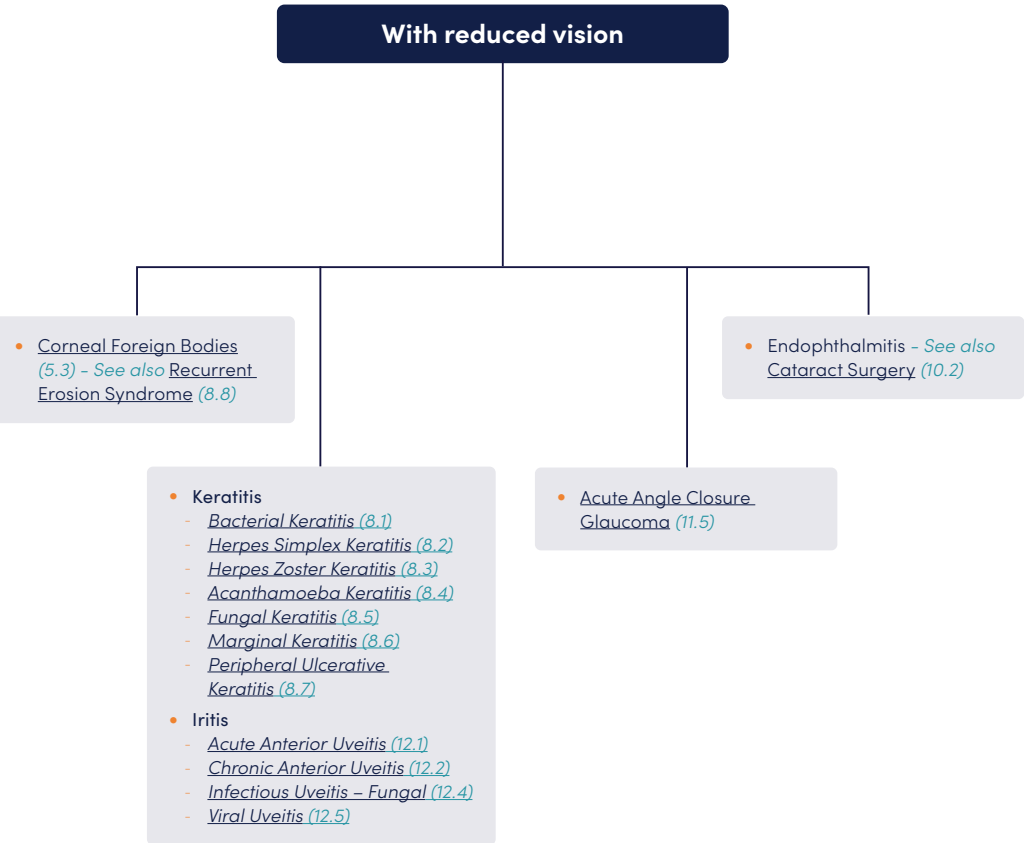 With reduced vision
• Corneal Foreign Bodies
(5.3) - See also Recurrent
Erosion Syndrome (8.8)
• Endophthalmitis - See also
Cataract Surgery (10.2)
• Keratitis
- Bacterial Keratitis (8.1)
- Herpes Simplex Keratitis (8.2)
- Herpes Zoster Keratitis (8.3)
- Acanthamoeba Keratitis (8.4)
- Fungal Keratitis (8.5)
- Marginal Keratitis (8.6)
- Peripheral Ulcerative
Keratitis (8.7)
• Iritis
- Acute Anterior Uveitis (12.1)
- Chronic Anterior Uveitis (12.2)
- Infectious Uveitis – Fungal (12.4)
- Viral Uveitis (12.5)
• Acute Angle Closure
Glaucoma (11.5)